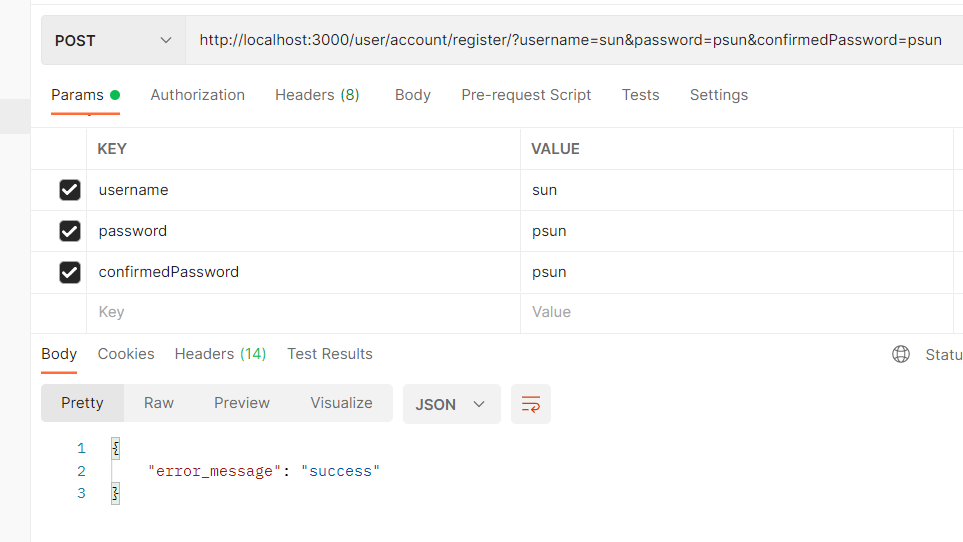 POST http://localhost:3000/user/account/register/?username=sun&password=psun&confirmedPassword=psun
Params Authorization Headers (8) Body Pre-request Script Tests Settings
KEY VALUE
username sun
password psun
confirmedPassword psun
Key Value
Body Cookies Headers (14) Test Results Statu
Pretty Raw Preview Visualize JSON
1 {
2 "error_message": "success"
3 }